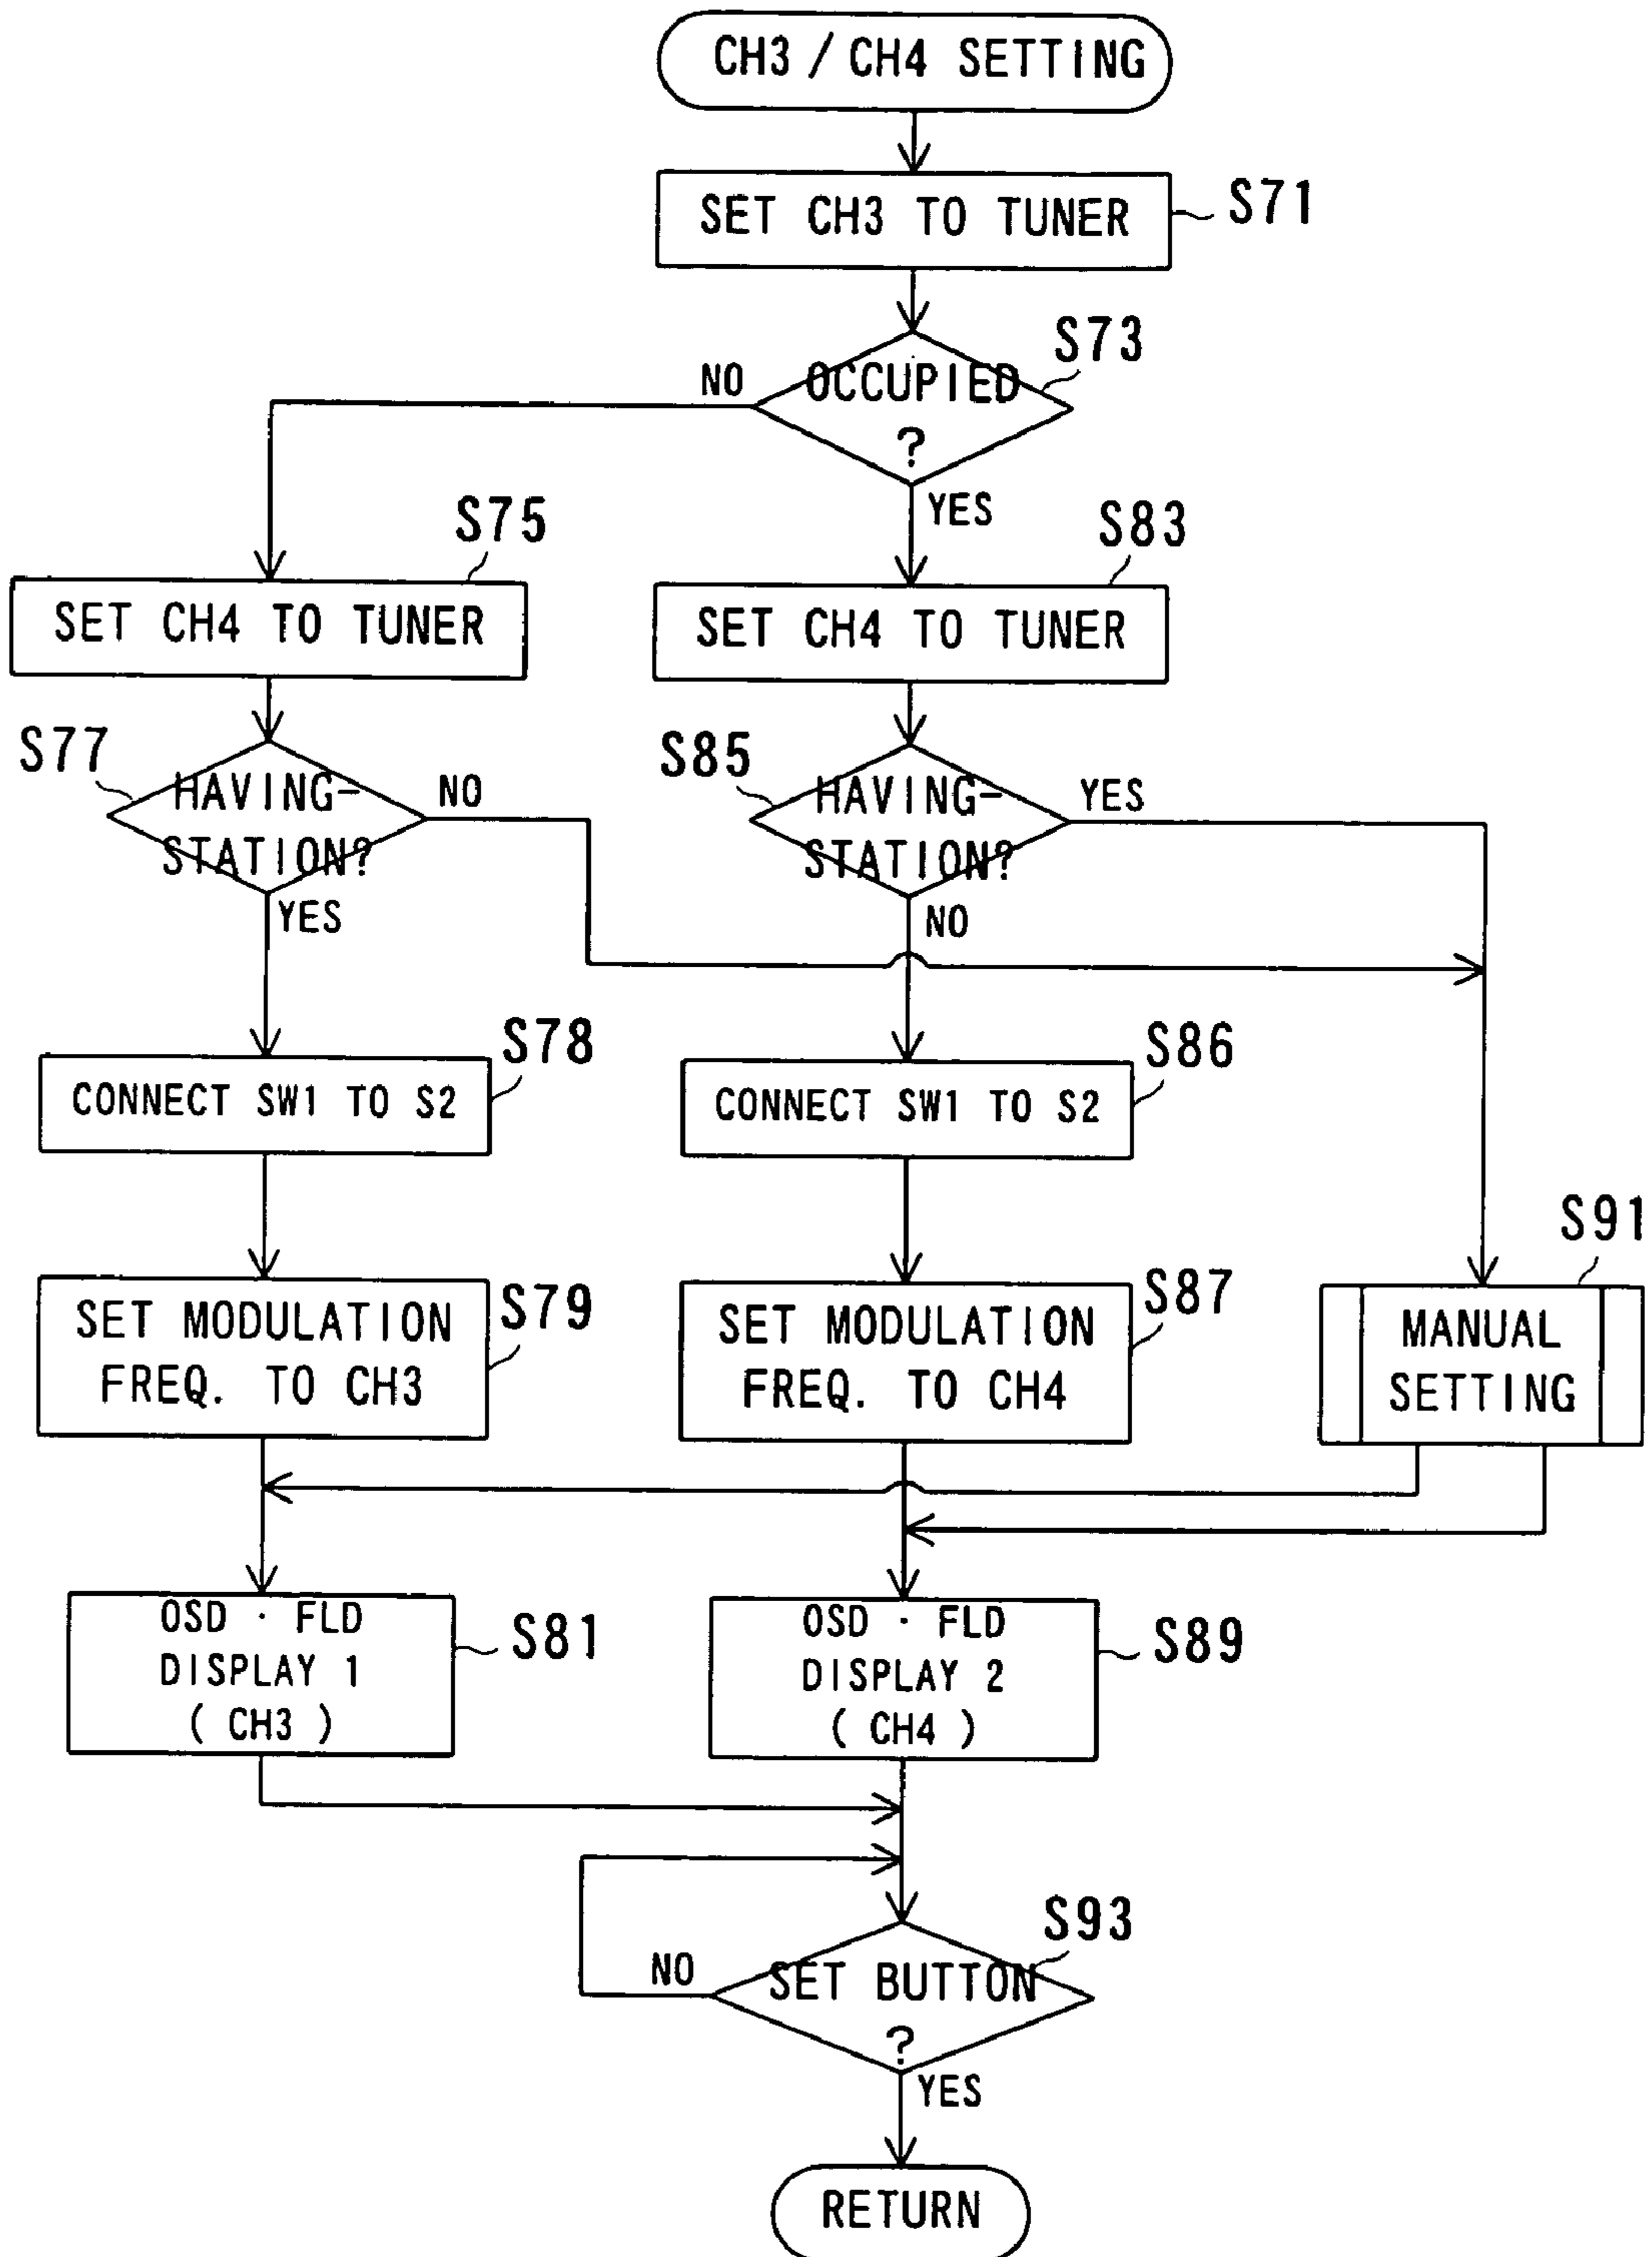 CH3 / CH4 SETTING
SET CH3 TO TUNER
S71
S73
NO
OCCUPIED
?
YES
S75
S83
SET CH4 TO TUNER
SET CH4 TO TUNER
S77
HAVING-
STATION?
NO
YES
S85
HAVING-
STATION?
YES
NO
S78
CONNECT SW1 TO S2
S86
CONNECT SW1 TO S2
S91
SET MODULATION
FREQ. TO CH3
S79
SET MODULATION
FREQ. TO CH4
S87
MANUAL
SETTING
OSD · FLD
DISPLAY 1
( CH3 )
S81
OSD · FLD
DISPLAY 2
( CH4 )
S89
S93
NO
SET BUTTON
?
YES
RETURN